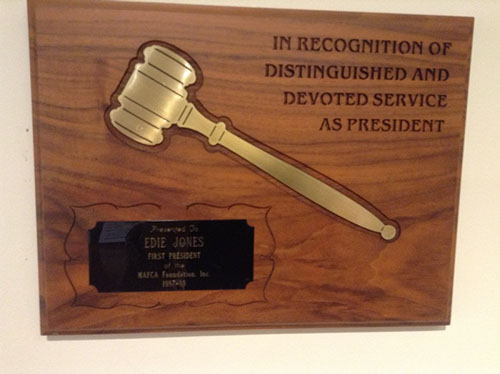 IN RECOGNITION OF
DISTINGUISHED AND
DEVOTED SERVICE
AS PRESIDENT
Presented To
EDIE JONES
FIRST PRESIDENT
of the
MAFCA Foundation, Inc.